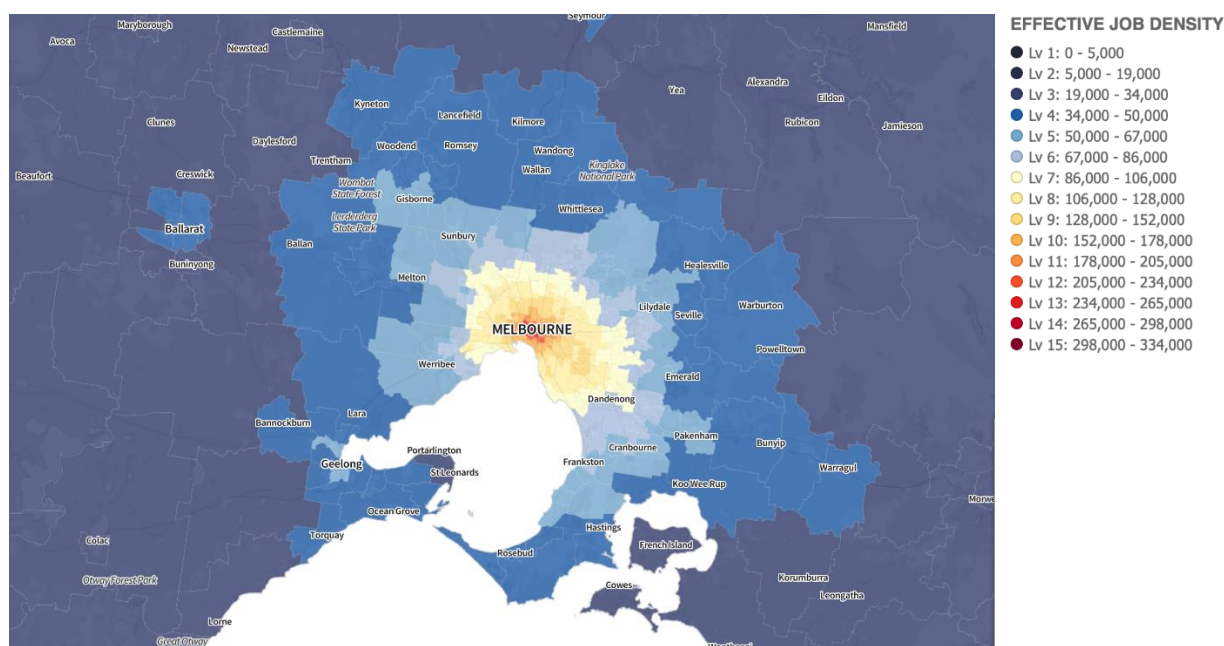 EFFECTIVE JOB DENSITY
Lv 1: 0 - 5,000
Lv 2: 5,000 - 19,000
Lv 3: 19,000 - 34,000
Lv 4: 34,000 - 50,000
Lv 5: 50,000 - 67,000
Lv 6: 67,000 - 86,000
Lv 7: 86,000 - 106,000
Lv 8: 106,000 - 128,000
Lv 9: 128,000 - 152,000
Lv 10: 152,000 - 178,000
Lv 11: 178,000 - 205,000
Lv 12: 205,000 - 234,000
Lv 13: 234,000 - 265,000
Lv 14: 265,000 - 298,000
Lv 15: 298,000 - 334,000
Seymour
Maryborough
Mansfield
Castlemaine
Avoca
Newstead
Alexandra
Yea
Eildon
Kyneton
Lancefield
Kilmore
Clunes
Rubicon
Jamieson
Daylesford
Woodend
Romsey
Wandong
Trentham
Kinglake
National Park
Wallan
Creswick
Beaufort
Wombat
State Forest
Gisborne
Whittlesea
Lerderderg
State Park
Ballarat
Sunbury
Ballan
Buninyong
Healesville
Melton
Lilydale
Warburton
Seville
MELBOURNE
Powelltown
Werribee
Emerald
Dandenong
Lara
Bannockburn
Pakenham
Bunyip
Portarlington
Cranbourne
Geelong
Frankston
Warragul
St Leonards
Koo Wee Rup
Morwe
Ocean Grove
Hastings
Torquay
Colac
French Island
Rosebud
Otway Forest Park
Korumburra
Cowes
Leongatha
Lorne
Great Otway